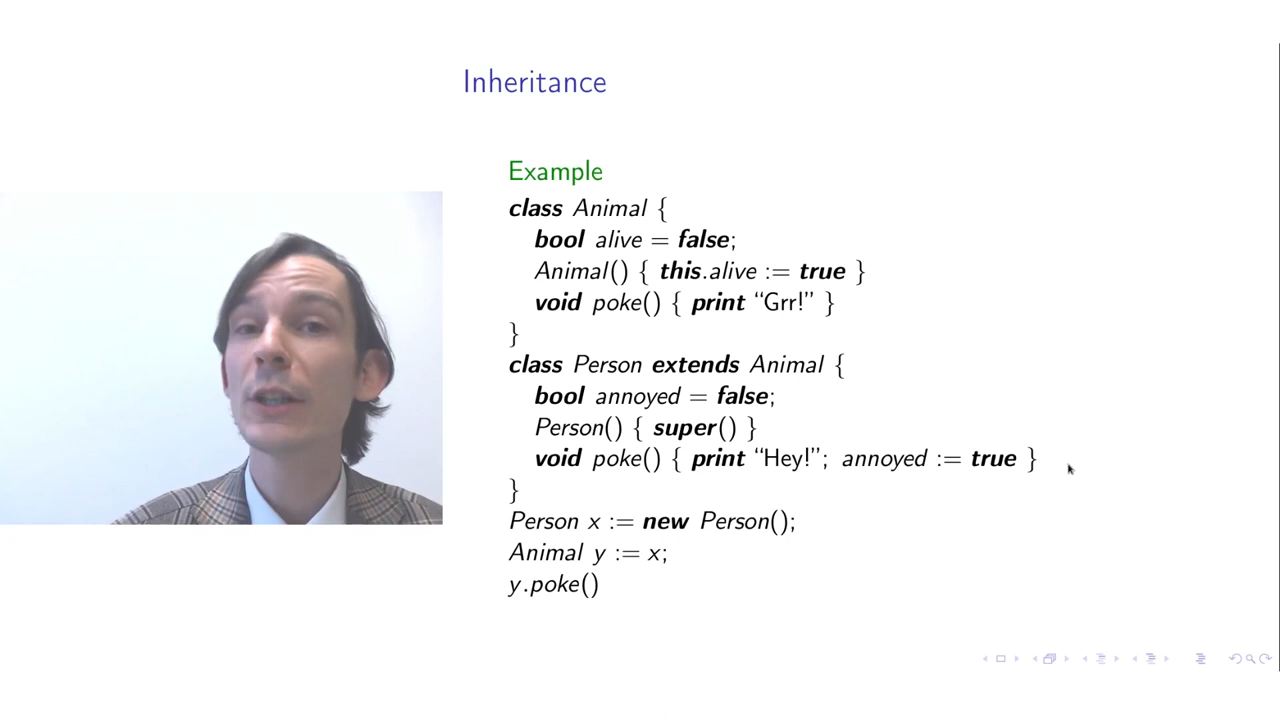 Inheritance
Example
class Animal {
bool alive = false;
Animal() { this.alive := true }
void poke() { print “Grr!” }
}
class Person extends Animal {
bool annoyed = false;
Person() { super() }
void poke() { print “Hey!”; annoyed := true }
}
Person x := new Person();
Animal y := x;
y.poke()